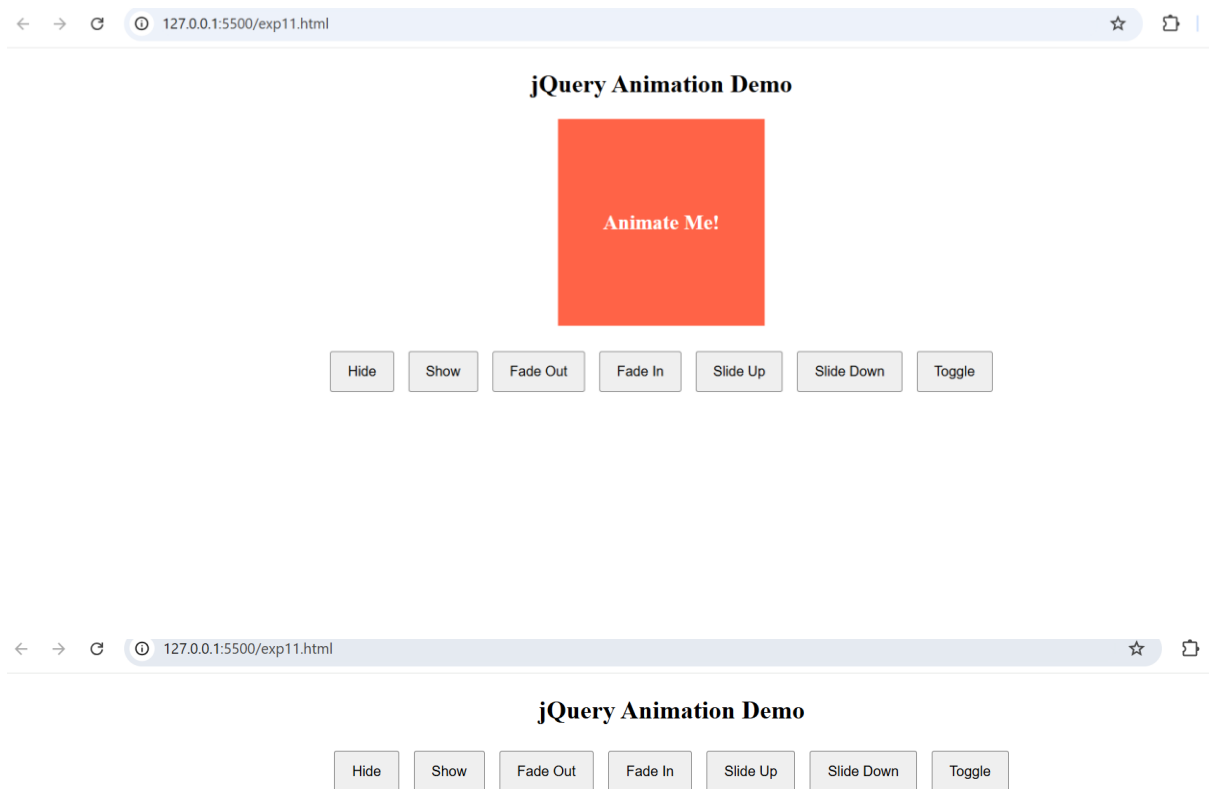 127.0.0.1:5500/exp11.html
jQuery Animation Demo
Animate Me!
Hide Show Fade Out Fade In Slide Up Slide Down Toggle
127.0.0.1:5500/exp11.html
jQuery Animation Demo
Hide Show Fade Out Fade In Slide Up Slide Down Toggle